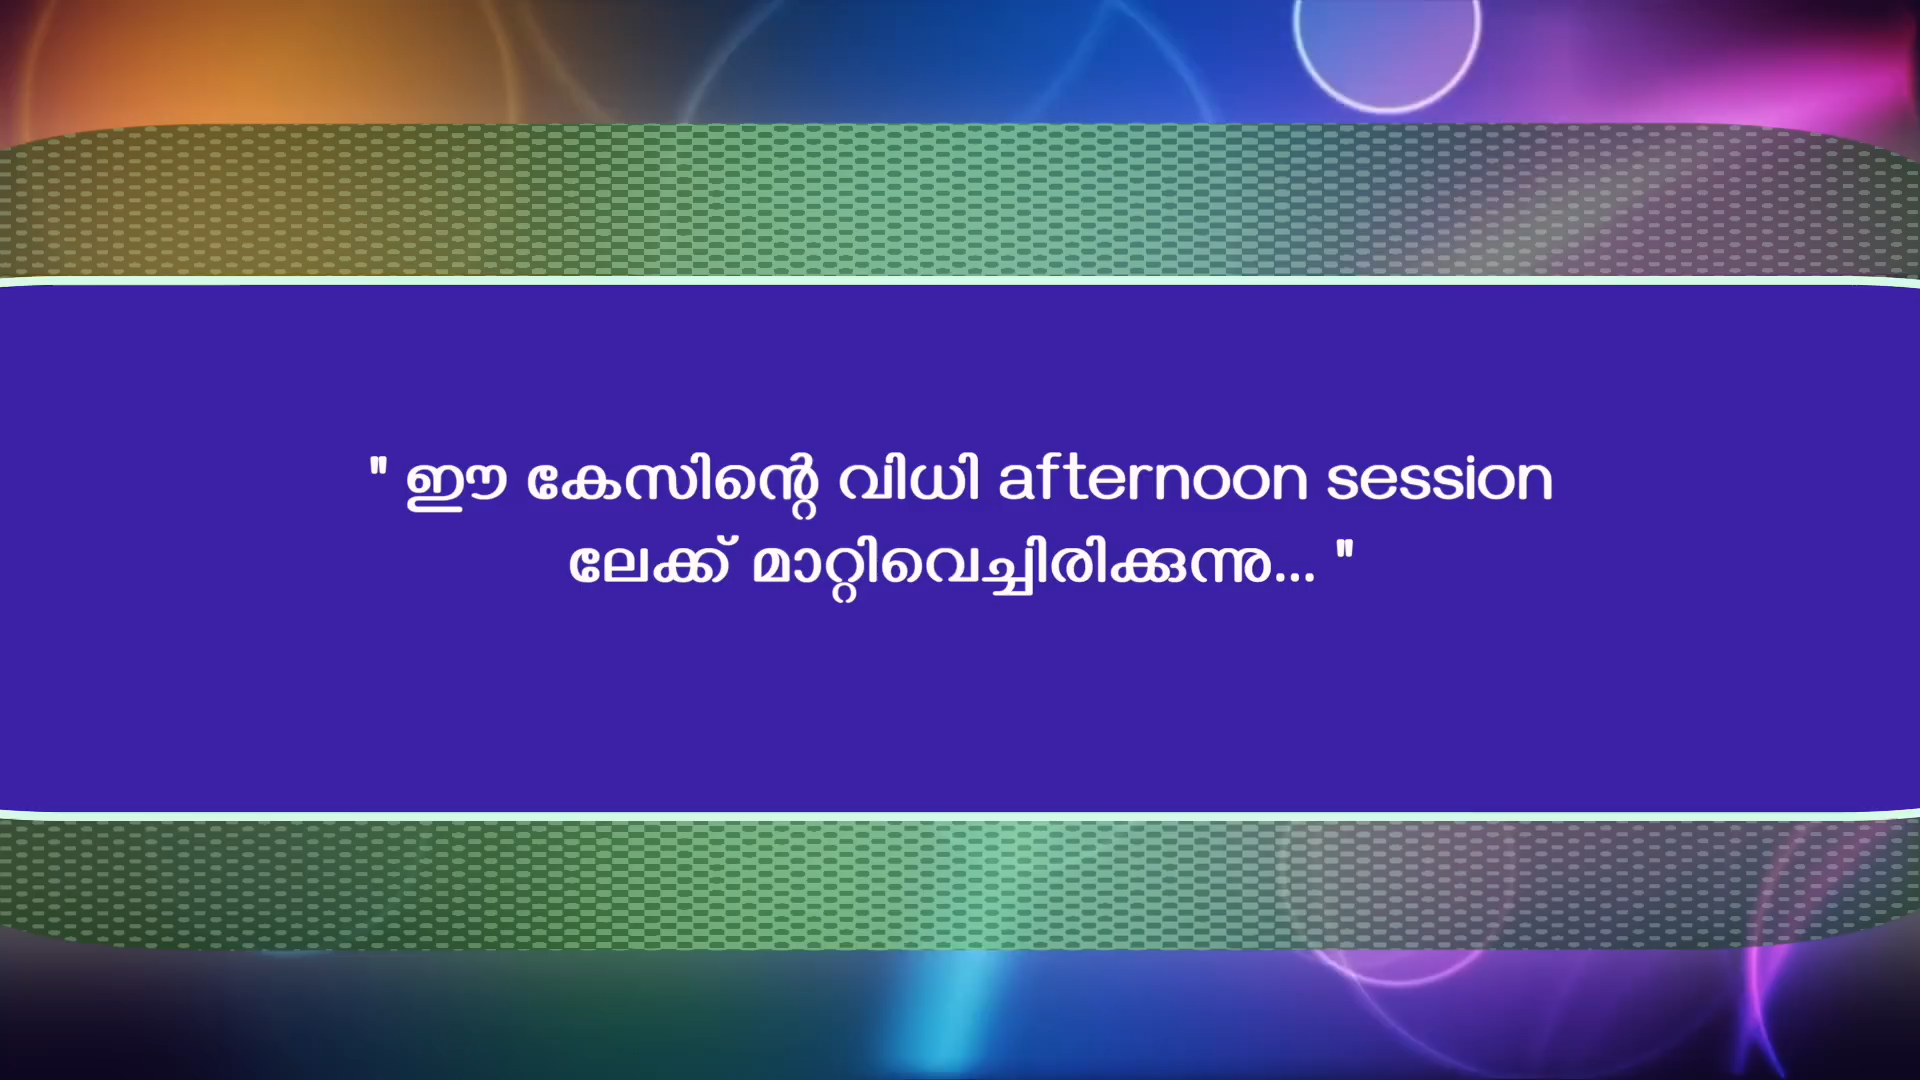 " ഈ കേസിന്റെ വിധി afternoon session
ലേക്ക് മാറ്റിവെച്ചിരിക്കുന്നു... "